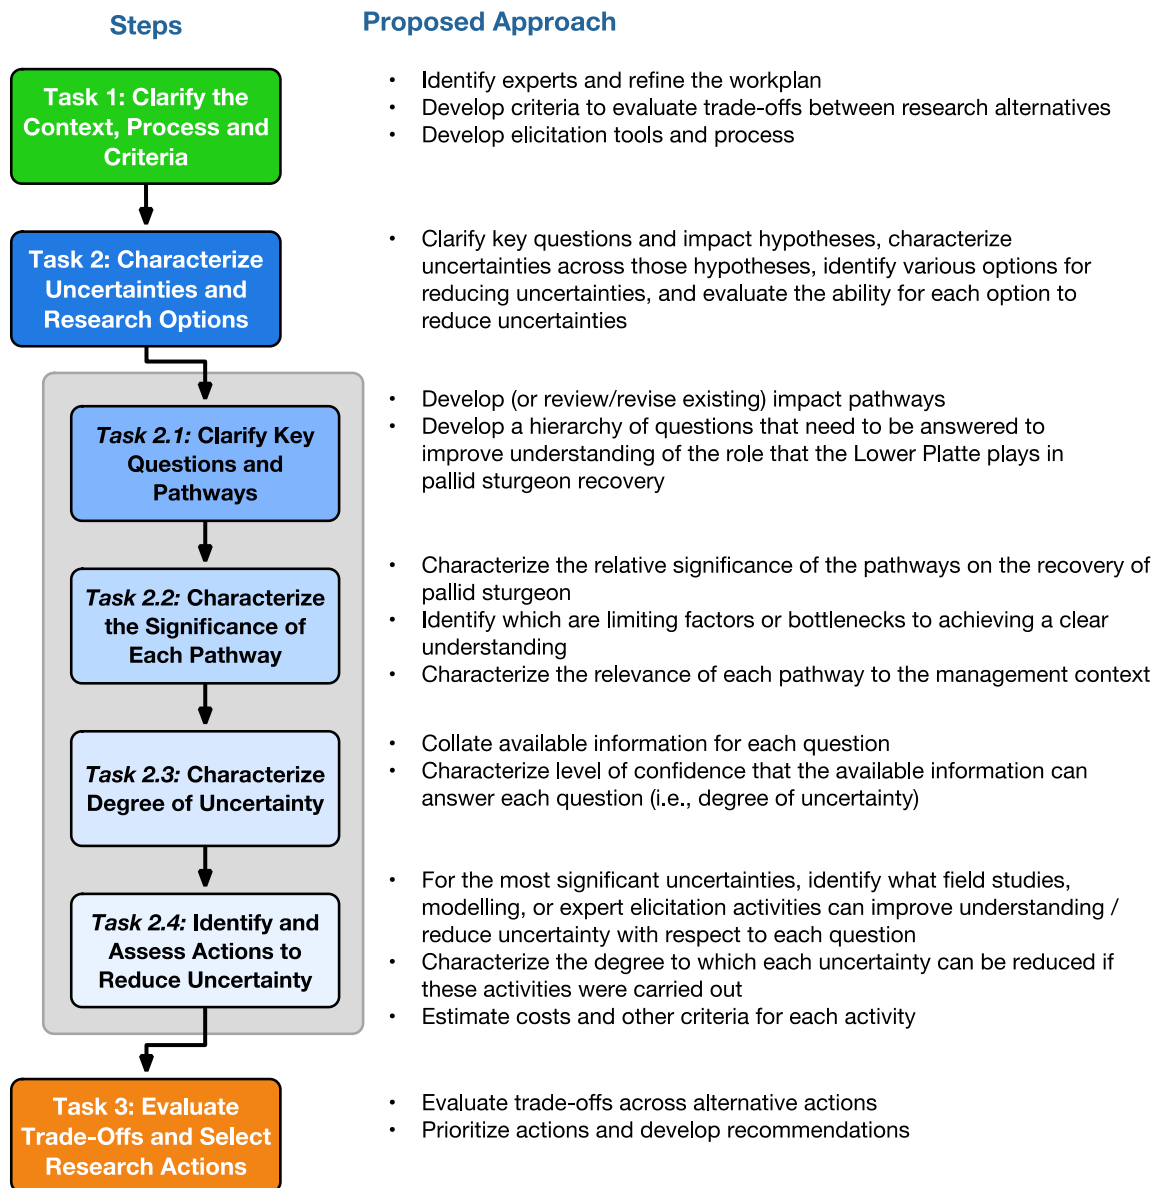 Steps
Proposed Approach
Task 1: Clarify the
Context, Process and
Criteria
• Identify experts and refine the workplan
• Develop criteria to evaluate trade-offs between research alternatives
• Develop elicitation tools and process
Task 2: Characterize
Uncertainties and
Research Options
• Clarify key questions and impact hypotheses, characterize
uncertainties across those hypotheses, identify various options for
reducing uncertainties, and evaluate the ability for each option to
reduce uncertainties
Task 2.1: Clarify Key
Questions and
Pathways
• Develop (or review/revise existing) impact pathways
• Develop a hierarchy of questions that need to be answered to
improve understanding of the role that the Lower Platte plays in
pallid sturgeon recovery
Task 2.2: Characterize
the Significance of
Each Pathway
• Characterize the relative significance of the pathways on the recovery of
pallid sturgeon
• Identify which are limiting factors or bottlenecks to achieving a clear
understanding
• Characterize the relevance of each pathway to the management context
Task 2.3: Characterize
Degree of Uncertainty
• Collate available information for each question
• Characterize level of confidence that the available information can
answer each question (i.e., degree of uncertainty)
Task 2.4: Identify and
Assess Actions to
Reduce Uncertainty
• For the most significant uncertainties, identify what field studies,
modelling, or expert elicitation activities can improve understanding /
reduce uncertainty with respect to each question
• Characterize the degree to which each uncertainty can be reduced if
these activities were carried out
• Estimate costs and other criteria for each activity
Task 3: Evaluate
Trade-Offs and Select
Research Actions
• Evaluate trade-offs across alternative actions
• Prioritize actions and develop recommendations